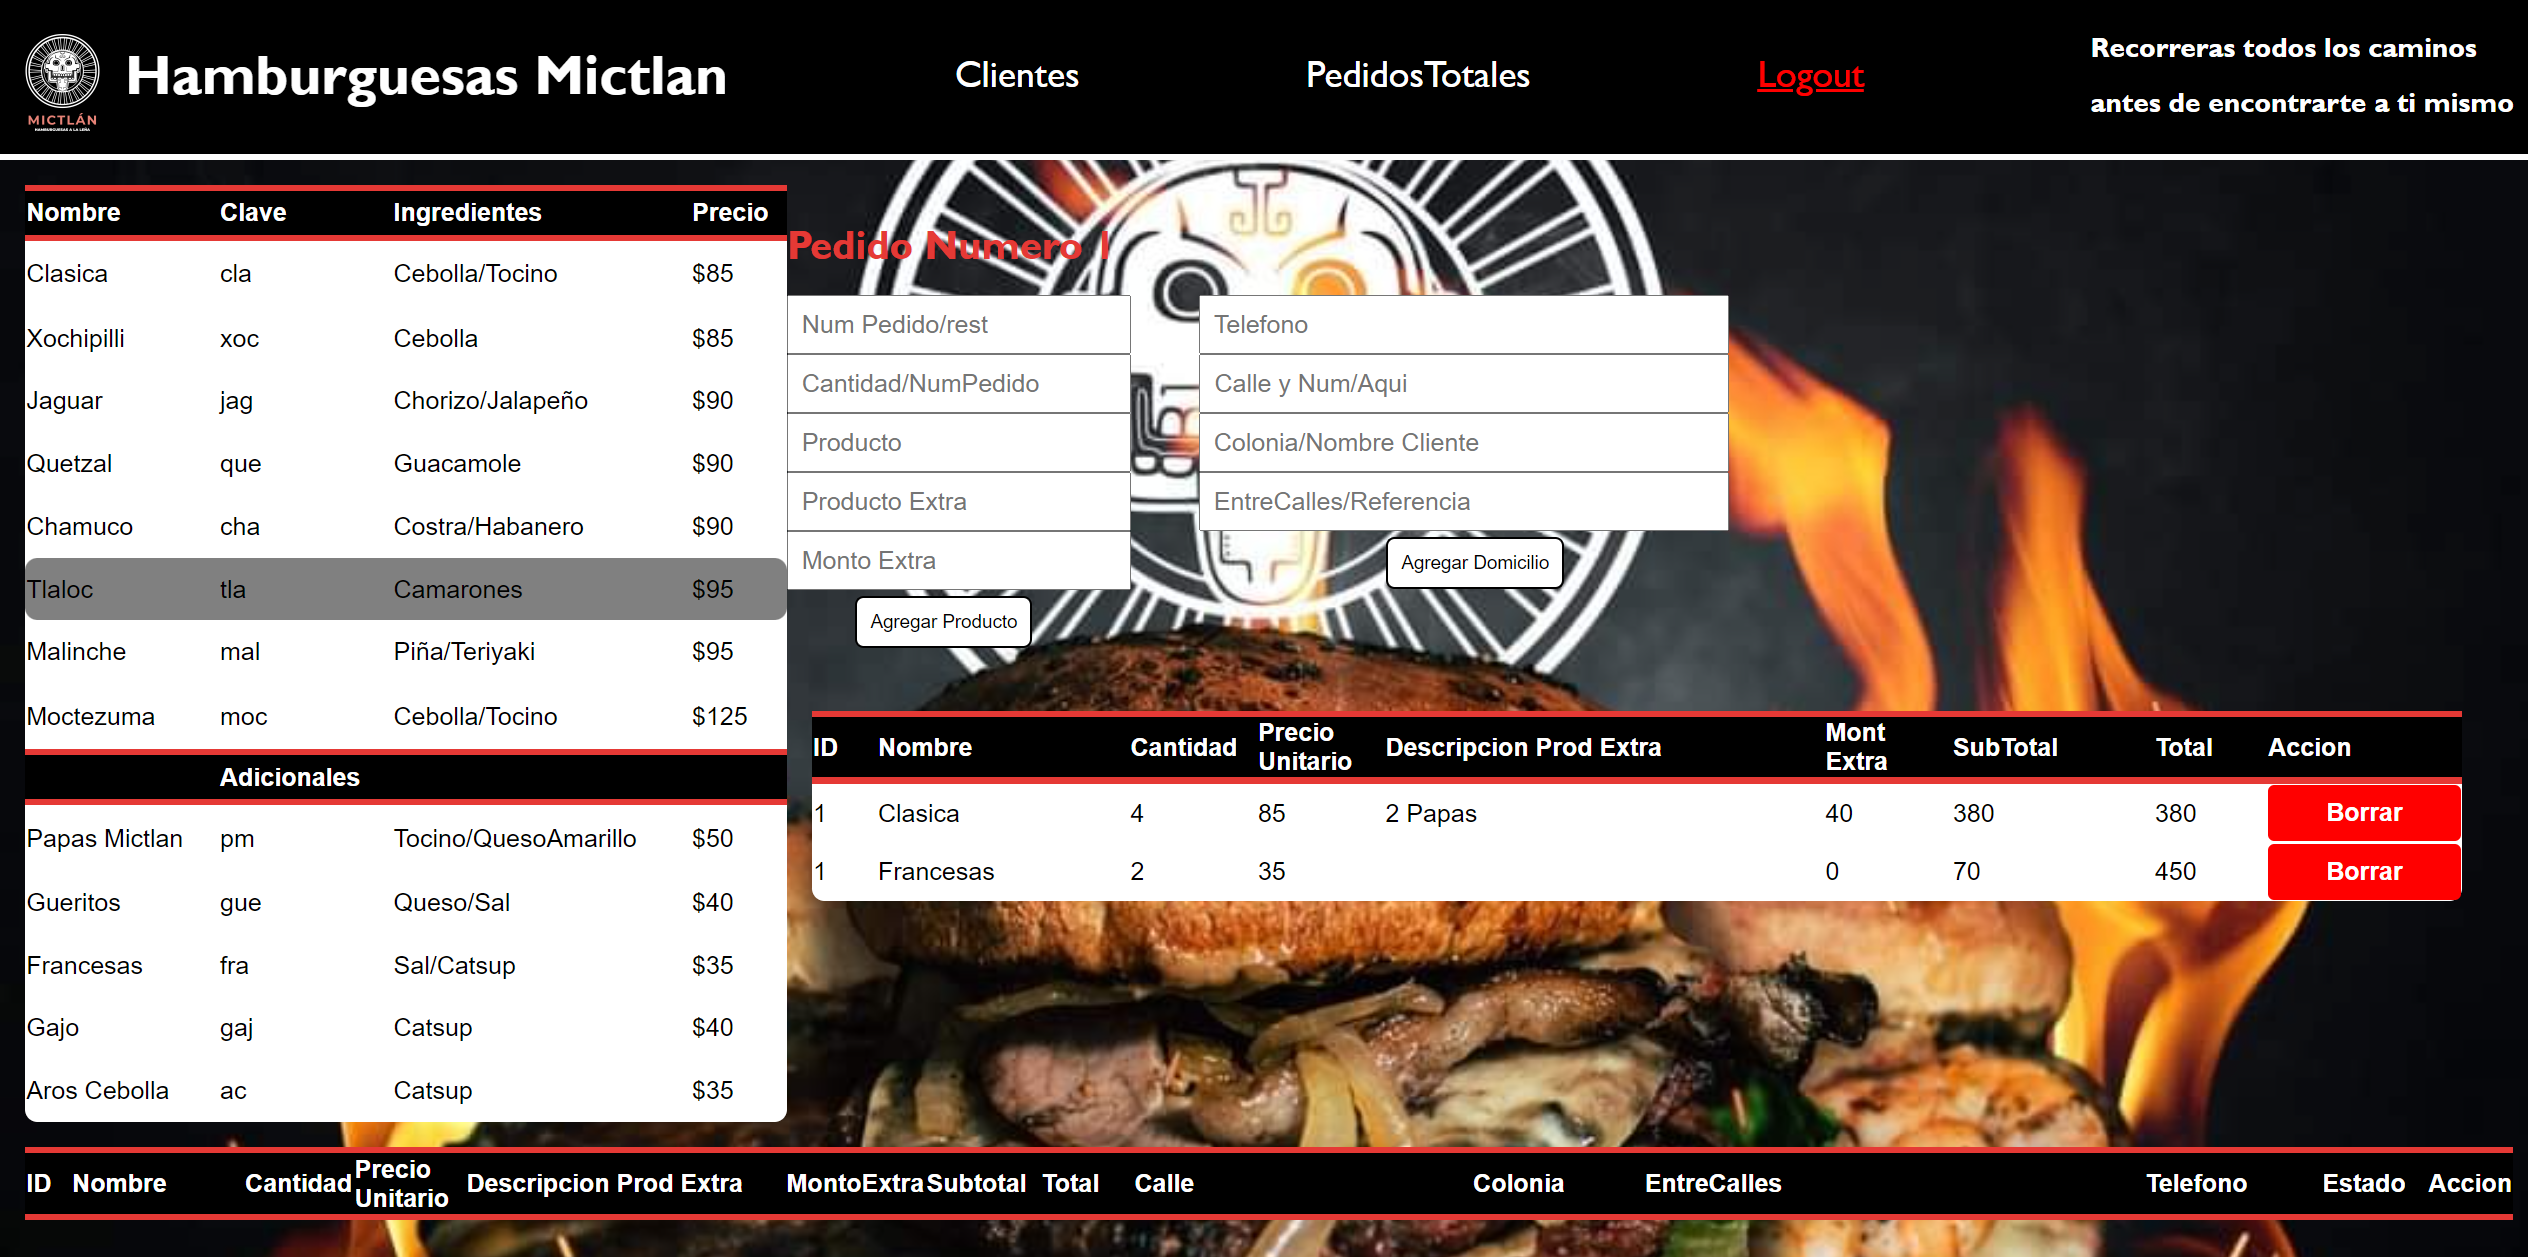 MICTLÁN
HAMBURGUESAS A LA LEÑA
Hamburguesas Mictlan
Clientes
PedidosTotales
Logout
Recorreras todos los caminos
antes de encontrarte a ti mismo
Nombre Clave Ingredientes Precio
Clasica cla Cebolla/Tocino $85
Xochipilli xoc Cebolla $85
Jaguar jag Chorizo/Jalapeño $90
Quetzal que Guacamole $90
Chamuco cha Costra/Habanero $90
Tlaloc tla Camarones $95
Malinche mal Piña/Teriyaki $95
Moctezuma moc Cebolla/Tocino $125
Adicionales
Papas Mictlan pm Tocino/QuesoAmarillo $50
Gueritos gue Queso/Sal $40
Francesas fra Sal/Catsup $35
Gajo gaj Catsup $40
Aros Cebolla ac Catsup $35
Pedido Numero 1
Num Pedido/rest
Cantidad/NumPedido
Producto
Producto Extra
Monto Extra
Agregar Producto
Telefono
Calle y Num/Aqui
Colonia/Nombre Cliente
EntreCalles/Referencia
Agregar Domicilio
ID Nombre Cantidad Precio Unitario Descripcion Prod Extra Mont Extra SubTotal Total Accion
1 Clasica 4 85 2 Papas 40 380 380 Borrar
1 Francesas 2 35 0 70 450 Borrar
ID Nombre Cantidad Precio Unitario Descripcion Prod Extra MontoExtra Subtotal Total Calle Colonia EntreCalles Telefono Estado Accion